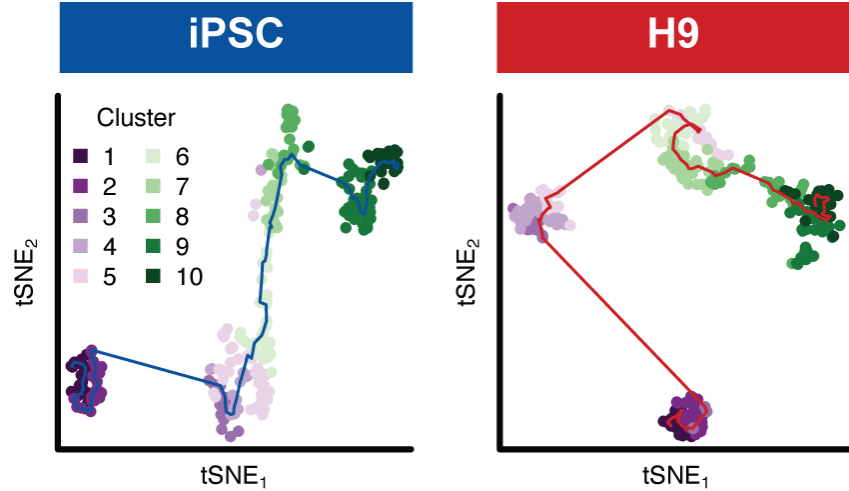 iPSC
H9
Cluster
1 6
2 7
3 8
4 9
5 10
tSNE2
tSNE1
tSNE2
tSNE1